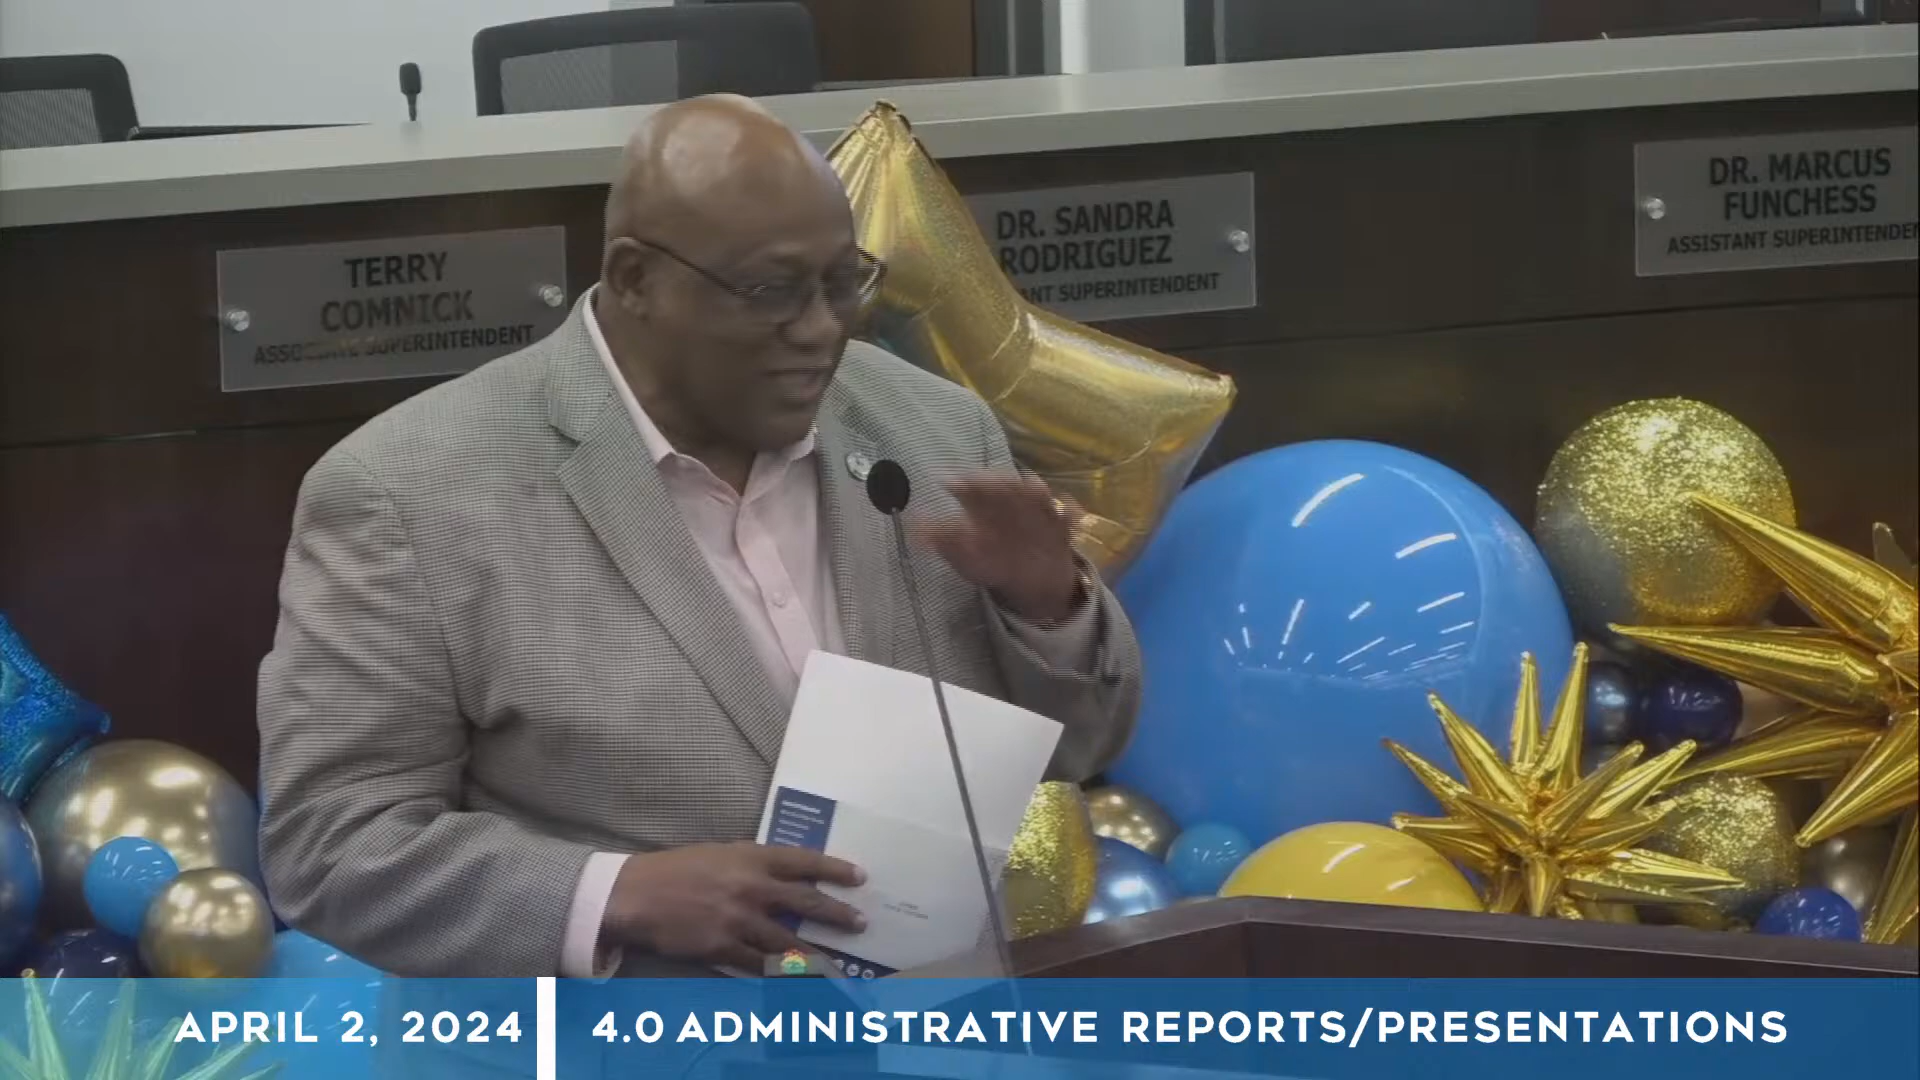 TERRY
COMNICK
ASSOCIATE SUPERINTENDENT
DR. SANDRA
RODRIGUEZ
ANT SUPERINTENDENT
DR. MARCUS
FUNCHESS
ASSISTANT SUPERINTENDEN
APRIL 2, 2024
4.0 ADMINISTRATIVE REPORTS/PRESENTATIONS